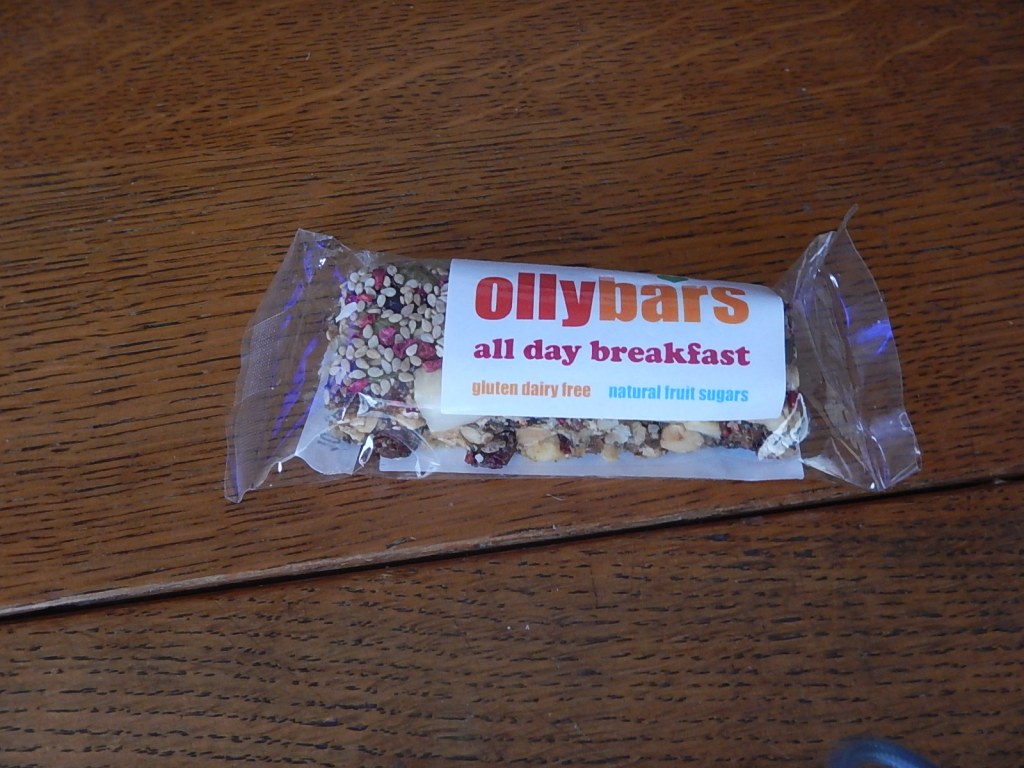 ollybars
all day breakfast
gluten dairy free natural fruit sugars